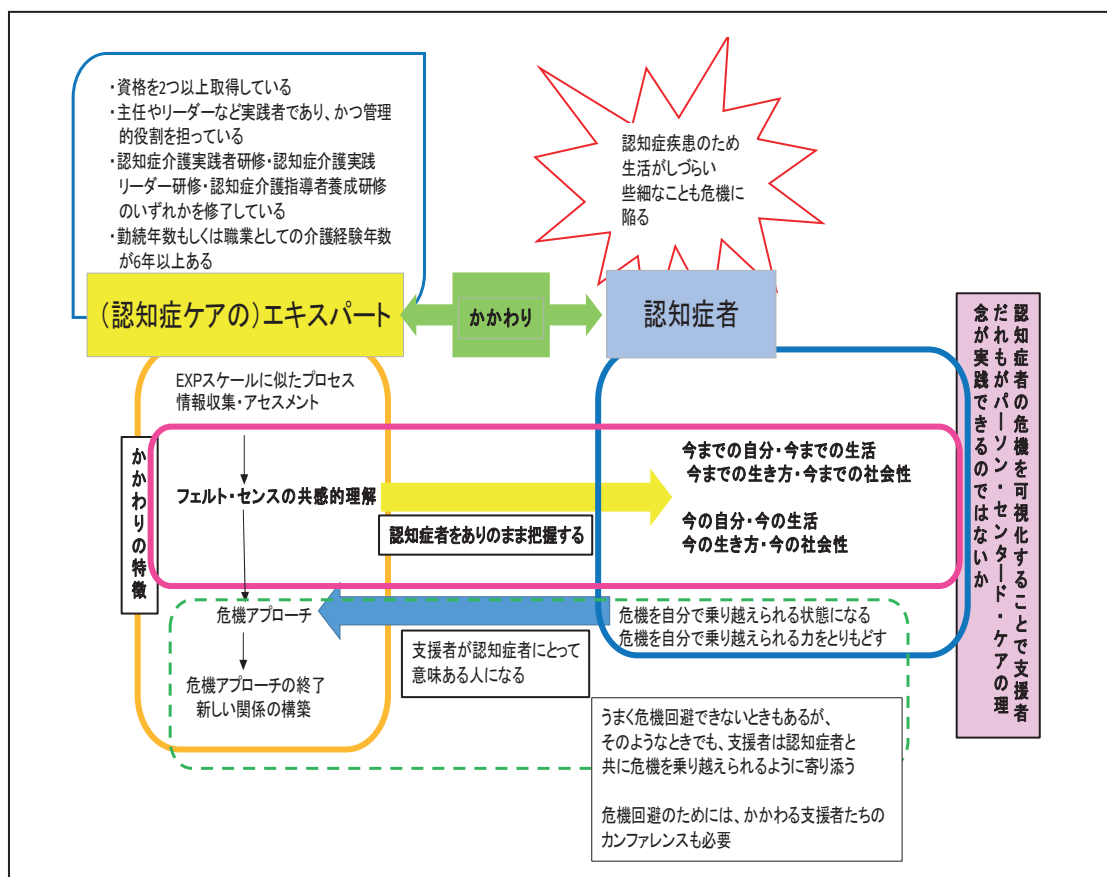 ・資格を2つ以上取得している
・主任やリーダーなど実践者であり、かつ管理
的役割を担っている
・認知症介護実践者研修・認知症介護実践
リーダー研修・認知症介護指導者養成研修
のいずれかを修了している
・勤続年数もしくは職業としての介護経験年数
が6年以上ある
認知症疾患のため
生活がしづらい
些細なことも危機に
陥る
（認知症ケアの）エキスパート
かかわり
認知症者
認知症者の危機を可視化することで支援者
だれもがパーソン・センタード・ケアの理
念が実践できるのではないか
EXPスケールに似たプロセス
情報収集・アセスメント
かかわりの特徴
フェルト・センスの共感的理解
認知症者をありのまま把握する
今までの自分・今までの生活
今までの生き方・今までの社会性
今の自分・今の生活
今の生き方・今の社会性
危機アプローチ
支援者が認知症者にとって
意味ある人になる
危機を自分で乗り越えられる状態になる
危機を自分で乗り越えられる力をとりもどす
危機アプローチの終了
新しい関係の構築
うまく危機回避できないときもあるが、
そのようなときでも、支援者は認知症者と
共に危機を乗り越えられるように寄り添う
危機回避のためには、かかわる支援者たちの
カンファレンスも必要